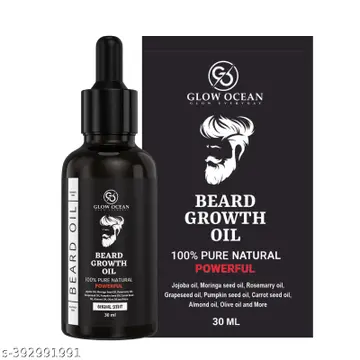 GLOW OCEAN
GLOW EVERYDAY
BEARD
GROWTH
OIL
100% PURE NATURAL
POWERFUL
Jojoba oil, Moringa seed oil, Rosemarry oil,
Grapeseed oil, Pumpkin seed oil, Carrot seed oil,
Almond oil, Olive oil and More
30 ML
BEARD OIL
GLOW OCEAN
BEARD
GROWTH
OIL
100% PURE NATURAL
POWERFUL
30 ml
s-392991991